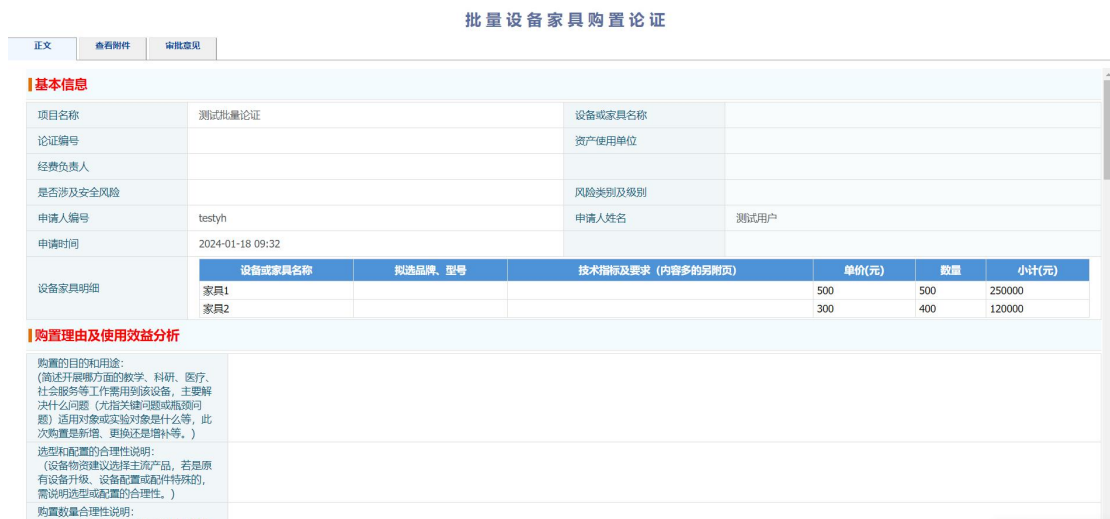 批量设备家具购置论证
正文 查看附件 审批意见
基本信息
项目名称 测试批量论证 设备或家具名称
论证编号 资产使用单位
经费负责人
是否涉及安全风险 风险类别及级别
申请人编号 testyh 申请人姓名 测试用户
申请时间 2024-01-18 09:32
设备或家具名称 拟选品牌、型号 技术指标及要求（内容多的另附页） 单价(元) 数量 小计(元)
设备家具明细
家具1 500 500 250000
家具2 300 400 120000
购置理由及使用效益分析
购置的目的和用途：
(简述开展哪方面的教学、科研、医疗、
社会服务等工作需用到该设备，主要解
决什么问题（尤指关键问题或瓶颈问
题）适用对象或实验对象是什么等，此
次购置是新增、更换还是增补等。)
选型和配置的合理性说明：
（设备物资建议选择主流产品，若是原
有设备升级、设备配置或配件特殊的，
需说明选型或配置的合理性。)
购置数量合理性说明：